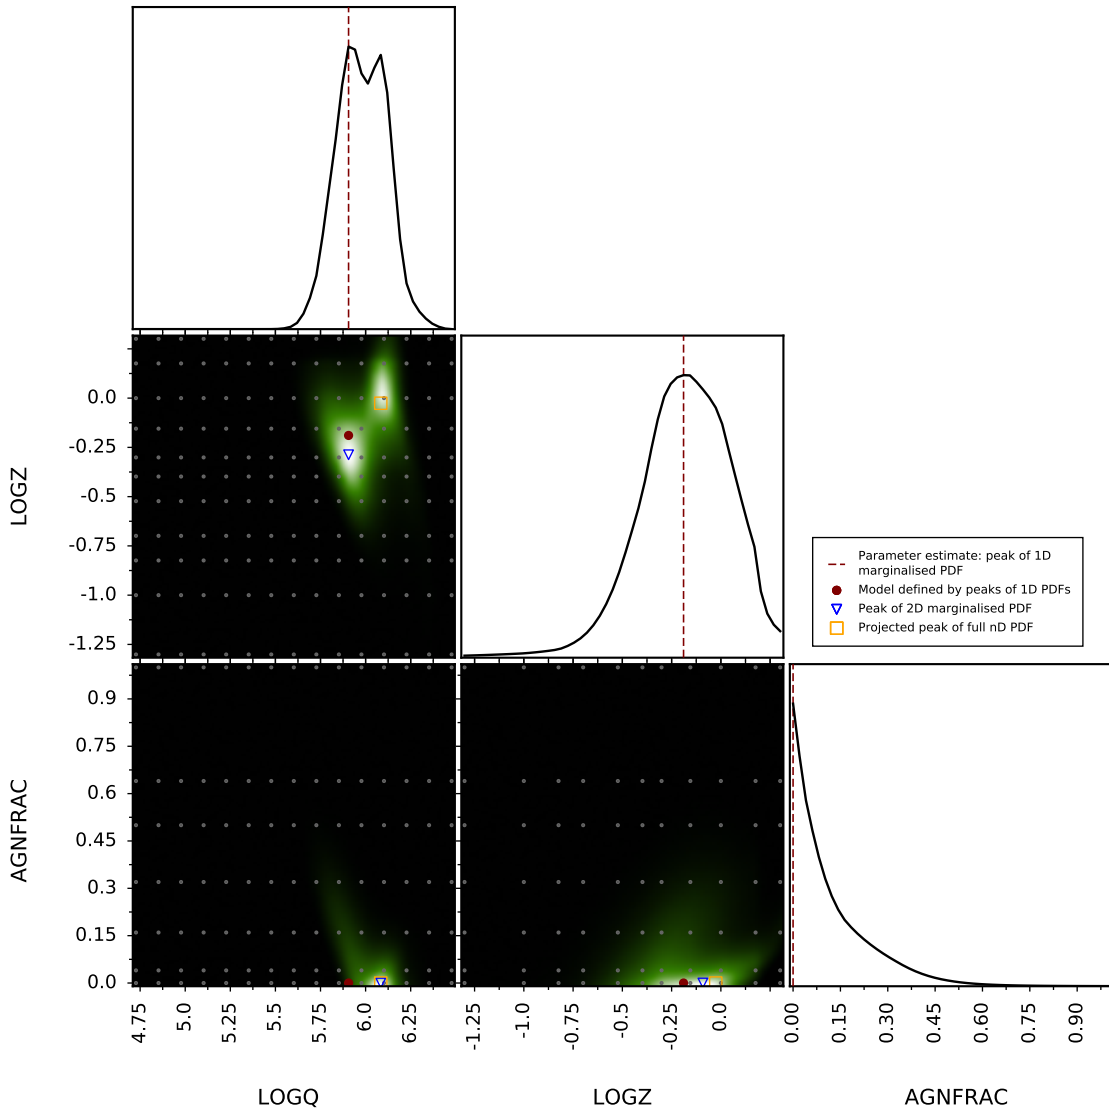 0.0
-0.25
-0.5
-0.75
-1.0
-1.25
LOGZ
Parameter estimate: peak of 1D
marginalised PDF
Model defined by peaks of 1D PDFs
Peak of 2D marginalised PDF
Projected peak of full nD PDF
0.9
0.75
0.6
0.45
0.3
0.15
0.0
AGNFRAC
4.75 5.0 5.25 5.5 5.75 6.0 6.25
-1.25 -1.0 -0.75 -0.5 -0.25 0.0
0.00 0.15 0.30 0.45 0.60 0.75 0.90
LOGQ LOGZ AGNFRAC